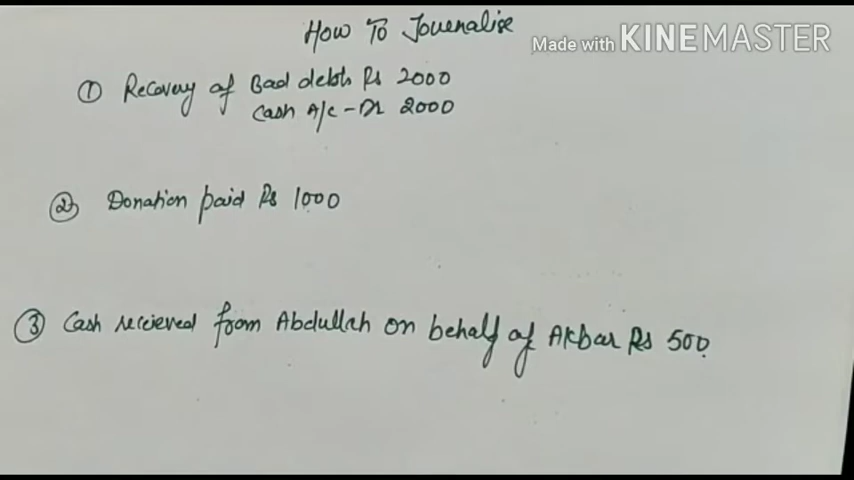 How To Journalise
Made with KINEMASTER
① Recovery of Bad debts Rs 2000
Cash A/c - Dr 2000
② Donation paid Rs 1000
③ Cash recieved from Abdullah on behalf of Akbar Rs 500.